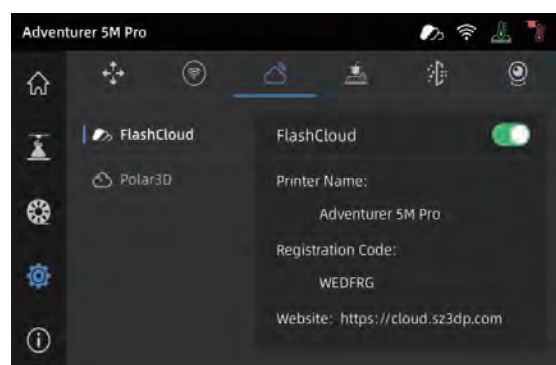 Adventurer 5M Pro
FlashCloud
Polar3D
FlashCloud
Printer Name:
Adventurer 5M Pro
Registration Code:
WEDFRG
Website: https://cloud.sz3dp.com